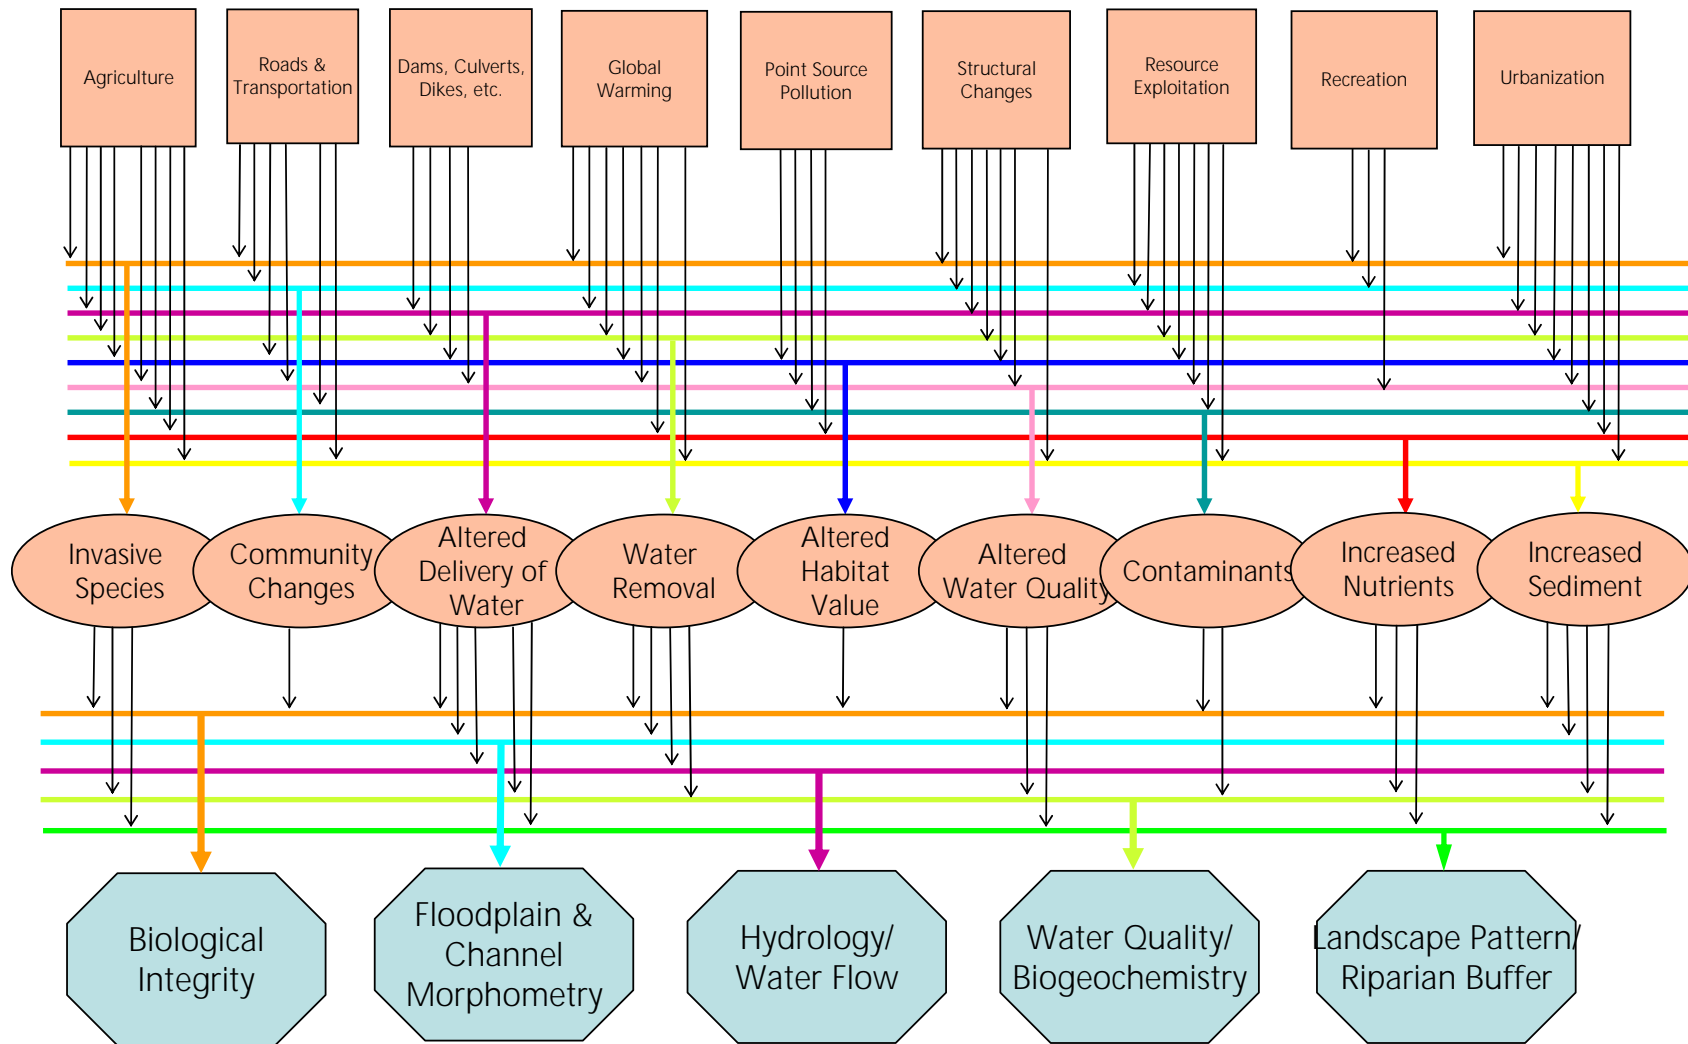 Agriculture
Roads &
Transportation
Dams, Culverts,
Dikes, etc.
Global
Warming
Point Source
Pollution
Structural
Changes
Resource
Exploitation
Recreation
Urbanization
Invasive
Species
Community
Changes
Altered
Delivery of
Water
Water
Removal
Altered
Habitat
Value
Altered
Water Quality
Contaminants
Increased
Nutrients
Increased
Sediment
Biological
Integrity
Floodplain &
Channel
Morphometry
Hydrology/
Water Flow
Water Quality/
Biogeochemistry
Landscape Pattern/
Riparian Buffer